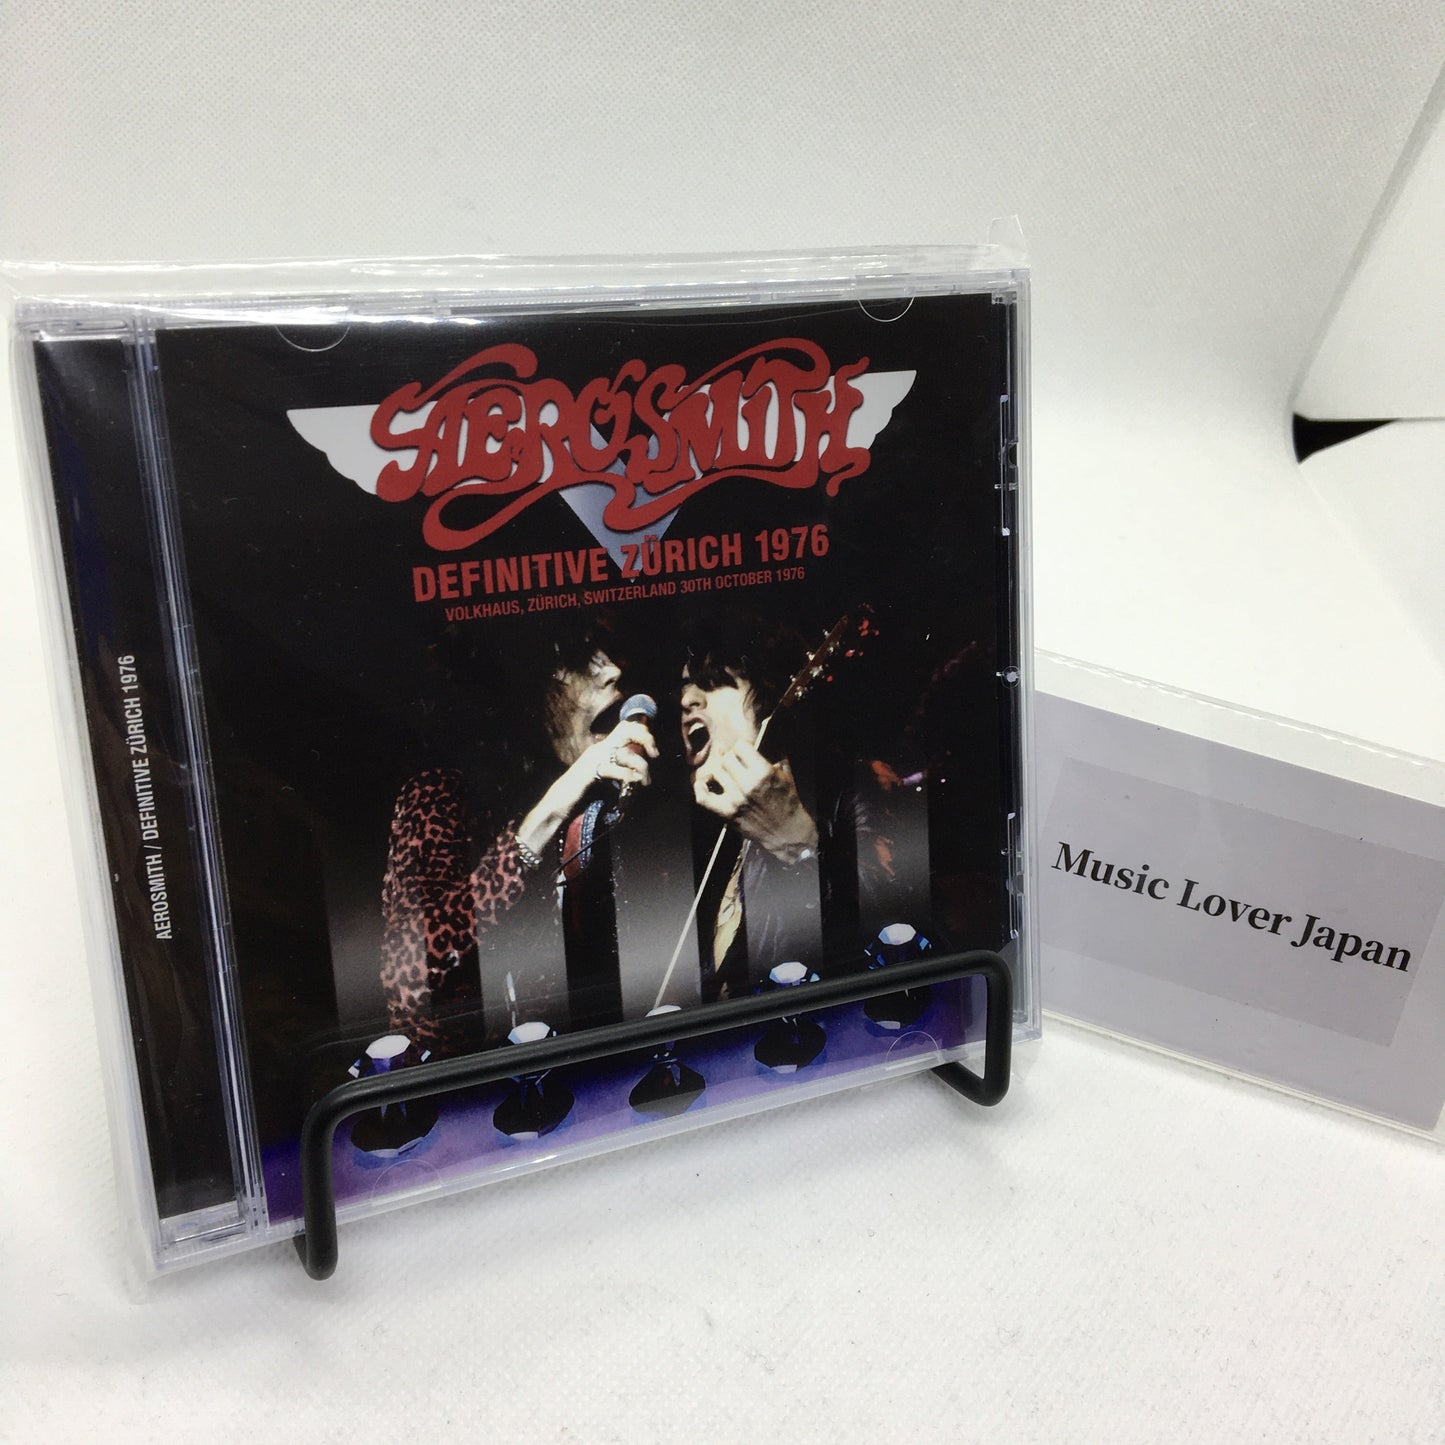 AEROSMITH
DEFINITIVE ZÜRICH 1976
VOLKHAUS, ZÜRICH, SWITZERLAND 30TH OCTOBER 1976
AEROSMITH / DEFINITIVE ZÜRICH 1976
Music Lover Japan